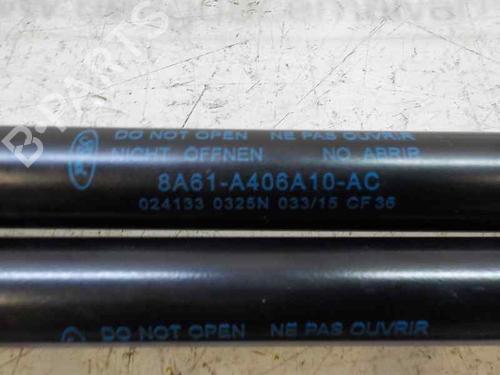 DO NOT OPEN NE PAS OUVRIR
NICHT ÖFFNEN NO ABRIR
8A61-A406A10-AC
024133 0325N 033/15 CF36
DO NOT OPEN NE PAS OUVRIR
B-PARTS